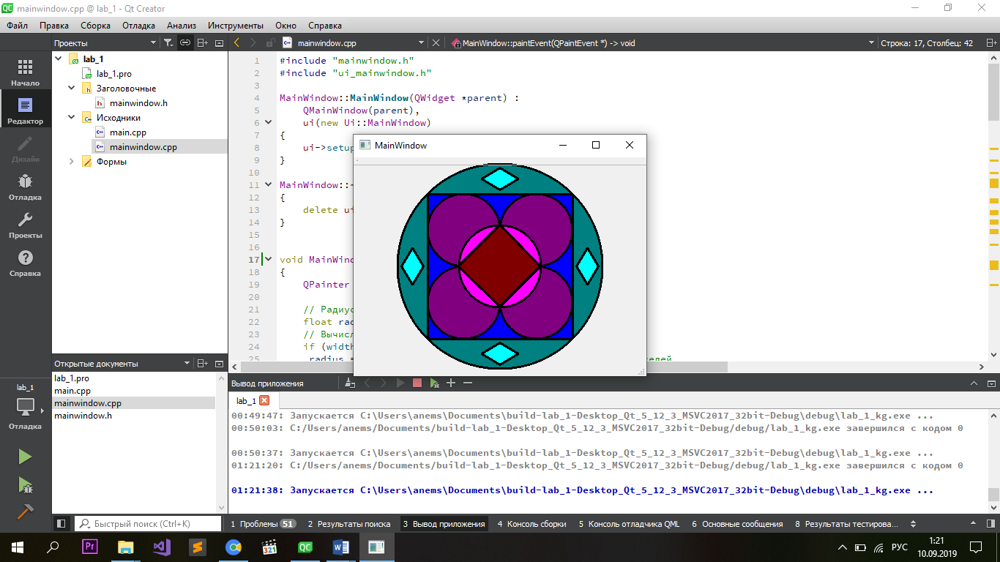 mainwindow.cpp @ lab_1 - Qt Creator
Файл Правка Сборка Отладка Анализ Инструменты Окно Справка
Проекты
mainwindow.cpp
MainWindow::paintEvent(QPaintEvent *) -> void
Строка: 17, Столбец: 42
Начало
Редактор
Дизайн
Отладка
Проекты
Справка
lab_1
lab_1.pro
Заголовочные
mainwindow.h
Исходники
main.cpp
mainwindow.cpp
Формы
1 #include "mainwindow.h"
2 #include "ui_mainwindow.h"
3
4 MainWindow::MainWindow(QWidget *parent) :
5 QMainWindow(parent),
6 ui(new Ui::MainWindow)
7 {
8 ui->setup
9 }
10
11 MainWindow::~
12 {
13 delete ui
14 }
15
16
17 void MainWind
18 {
19 QPainter
20
21 // Радиус
22 float rad
23 // Вычисл
24 if (width
25 radius =
MainWindow
Открытые документы
lab_1.pro
main.cpp
mainwindow.cpp
mainwindow.h
lab_1
Отладка
Вывод приложения
lab_1
00:49:47: Запускается C:\Users\anems\Documents\build-lab_1-Desktop_Qt_5_12_3_MSVC2017_32bit-Debug\debug\lab_1_kg.exe ...
00:50:03: C:/Users/anems/Documents/build-lab_1-Desktop_Qt_5_12_3_MSVC2017_32bit-Debug/debug/lab_1_kg.exe завершился с кодом 0
00:50:37: Запускается C:\Users\anems\Documents\build-lab_1-Desktop_Qt_5_12_3_MSVC2017_32bit-Debug\debug\lab_1_kg.exe ...
01:21:20: C:/Users/anems/Documents/build-lab_1-Desktop_Qt_5_12_3_MSVC2017_32bit-Debug/debug/lab_1_kg.exe завершился с кодом 0
01:21:38: Запускается C:\Users\anems\Documents\build-lab_1-Desktop_Qt_5_12_3_MSVC2017_32bit-Debug\debug\lab_1_kg.exe ...
Быстрый поиск (Ctrl+K)
1 Проблемы 51 2 Результаты поиска 3 Вывод приложения 4 Консоль сборки 5 Консоль отладчика QML 6 Основные сообщения 8 Результаты тестирова...
Pr
321
QC
РУС
1:21
10.09.2019